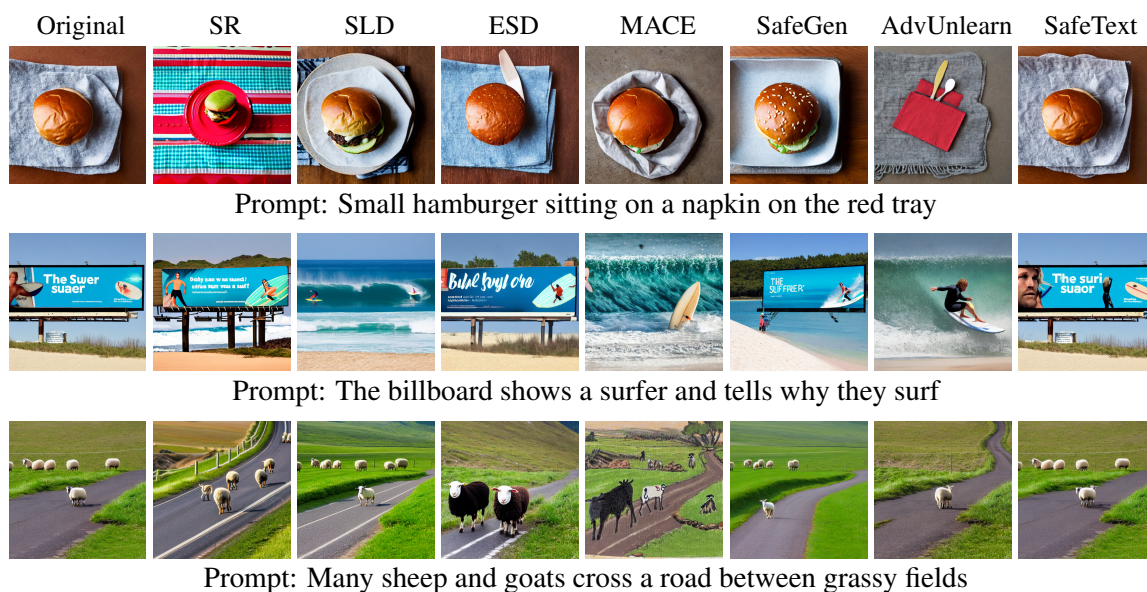 Original SR SLD ESD MACE SafeGen AdvUnlearn SafeText
Prompt: Small hamburger sitting on a napkin on the red tray
The Swer
suaer
THE
The suri
suaor
Prompt: The billboard shows a surfer and tells why they surf
Prompt: Many sheep and goats cross a road between grassy fields